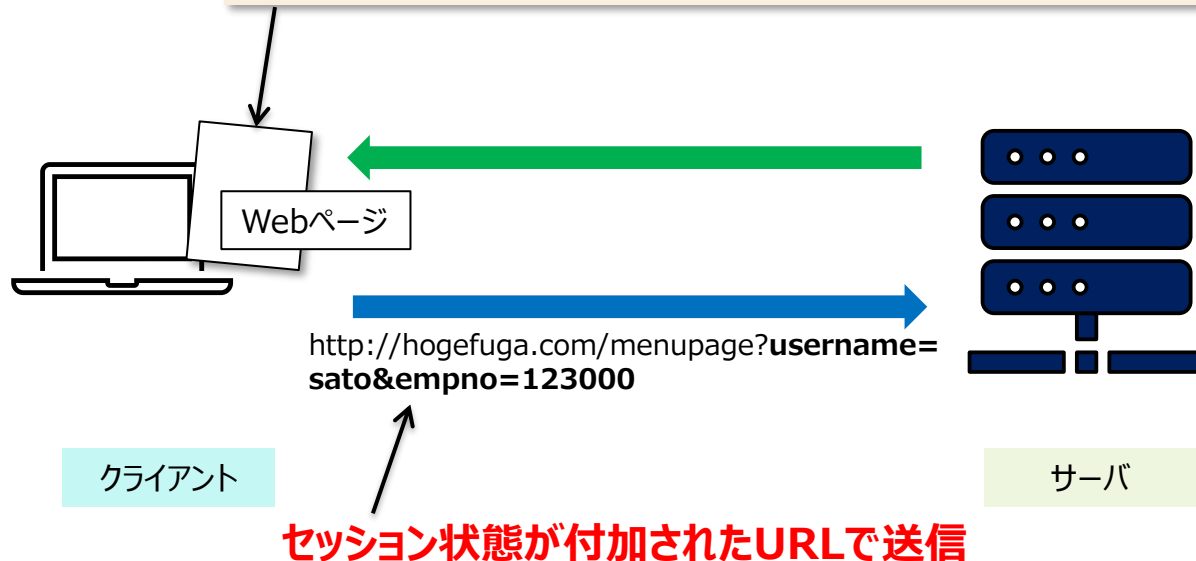 Webページ
http://hogefuga.com/menupage?username=
sato&empno=123000
クライアント
サーバ
セッション状態が付加されたURLで送信